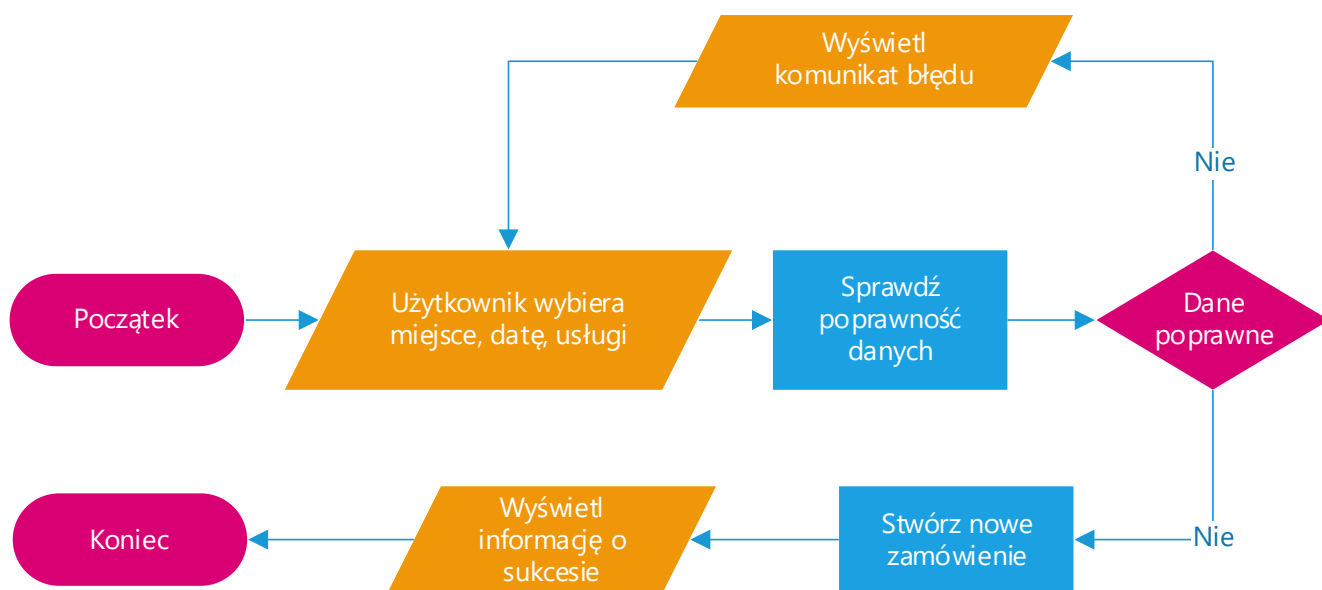 Wyświetl
komunikat błędu
Nie
Początek
Użytkownik wybiera
miejsce, datę, usługi
Sprawdź
poprawność
danych
Dane
poprawne
Koniec
Wyświetl
informację o
sukcesie
Stwórz nowe
zamówienie
Nie